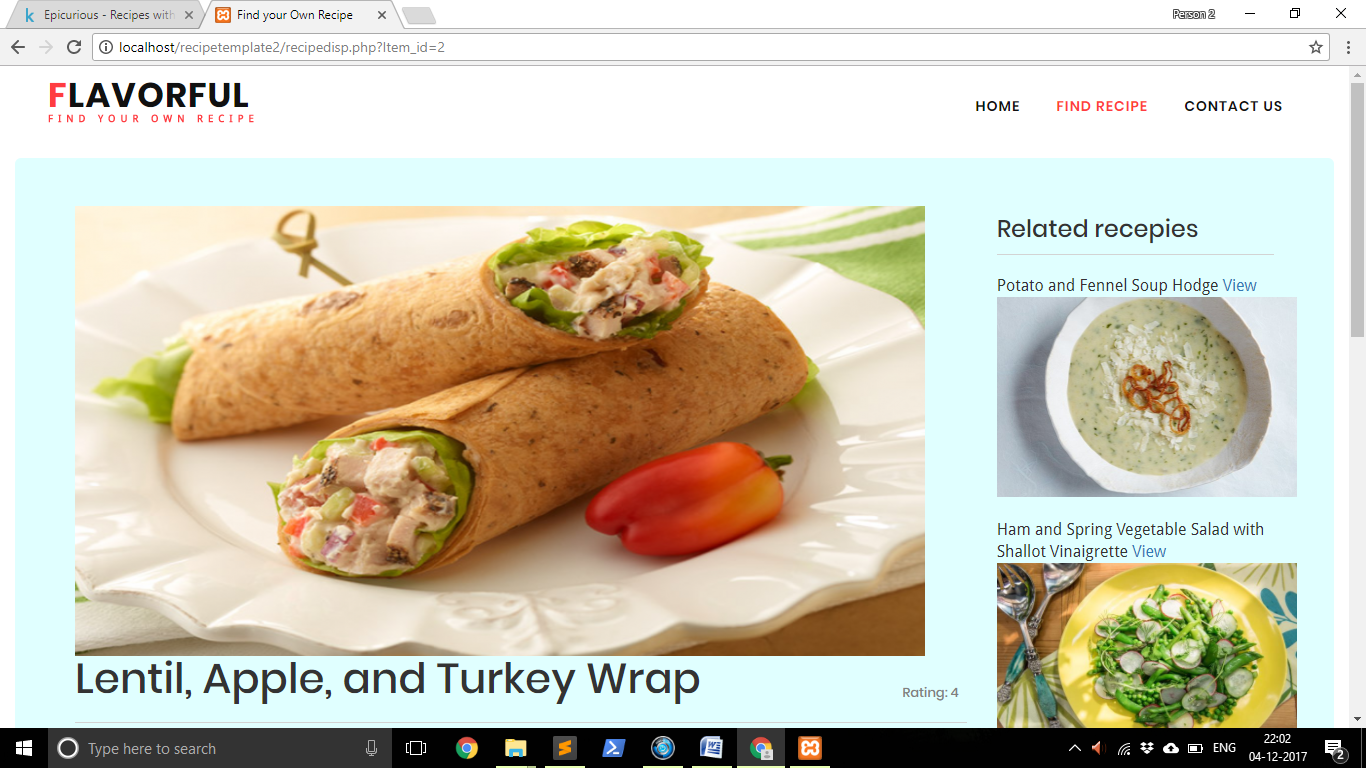 Epicurious - Recipes with
Find your Own Recipe
Person 2
localhost/recipetemplate2/recipedisp.php?Item_id=2
FLAVORFUL
FIND YOUR OWN RECIPE
HOME
FIND RECIPE
CONTACT US
Related recepies
Potato and Fennel Soup Hodge View
Ham and Spring Vegetable Salad with
Shallot Vinaigrette View
Lentil, Apple, and Turkey Wrap
Rating: 4
Type here to search
ENG
22:02
04-12-2017
2